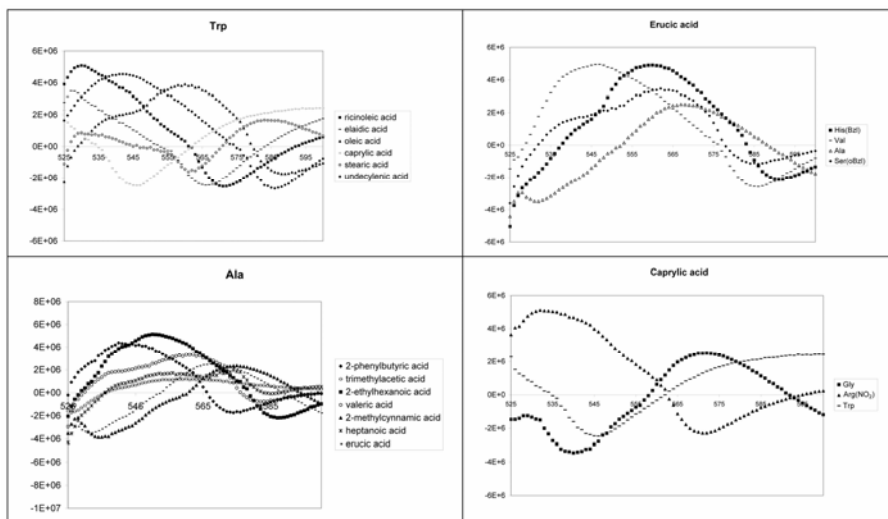 Trp
6E+06
4E+06
2E+06
0E+00
-2E+06
-4E+06
-6E+06
525 535 545 555 565 575 585 595
ricinoleic acid
elaidic acid
oleic acid
caprylic acid
stearic acid
undecylenic acid
Erucic acid
6E+6
4E+6
2E+6
0E+0
-2E+6
-4E+6
-6E+6
525 535 555 565 575 585
His(Bzl)
Val
Ala
Ser(oBzl)
Ala
8E+06
6E+06
4E+06
2E+06
0E+00
-2E+06
-4E+06
-6E+06
-8E+06
-1E+07
525 545 565 585
2-phenylbutyric acid
trimethylacetic acid
2-ethylhexanoic acid
valeric acid
2-methylcynnamic acid
heptanoic acid
erucic acid
Caprylic acid
6E+6
4E+6
2E+6
0E+0
-2E+6
-4E+6
-6E+6
525 545 565 585
Gly
Arg(NO₂)
Trp